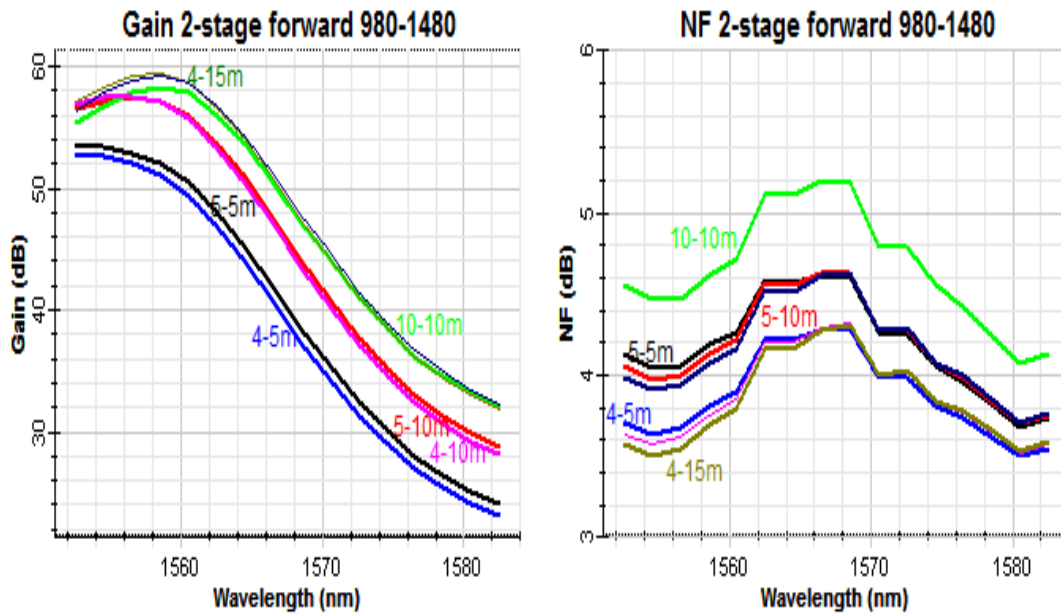 Gain 2-stage forward 980-1480
60
50
40
30
Gain (dB)
4-15m
5-5m
4-5m
10-10m
5-10m
4-10m
1560
1570
1580
Wavelength (nm)
NF 2-stage forward 980-1480
6
5
4
3
NF (dB)
10-10m
5-10m
5-5m
4-5m
4-15m
1560
1570
1580
Wavelength (nm)